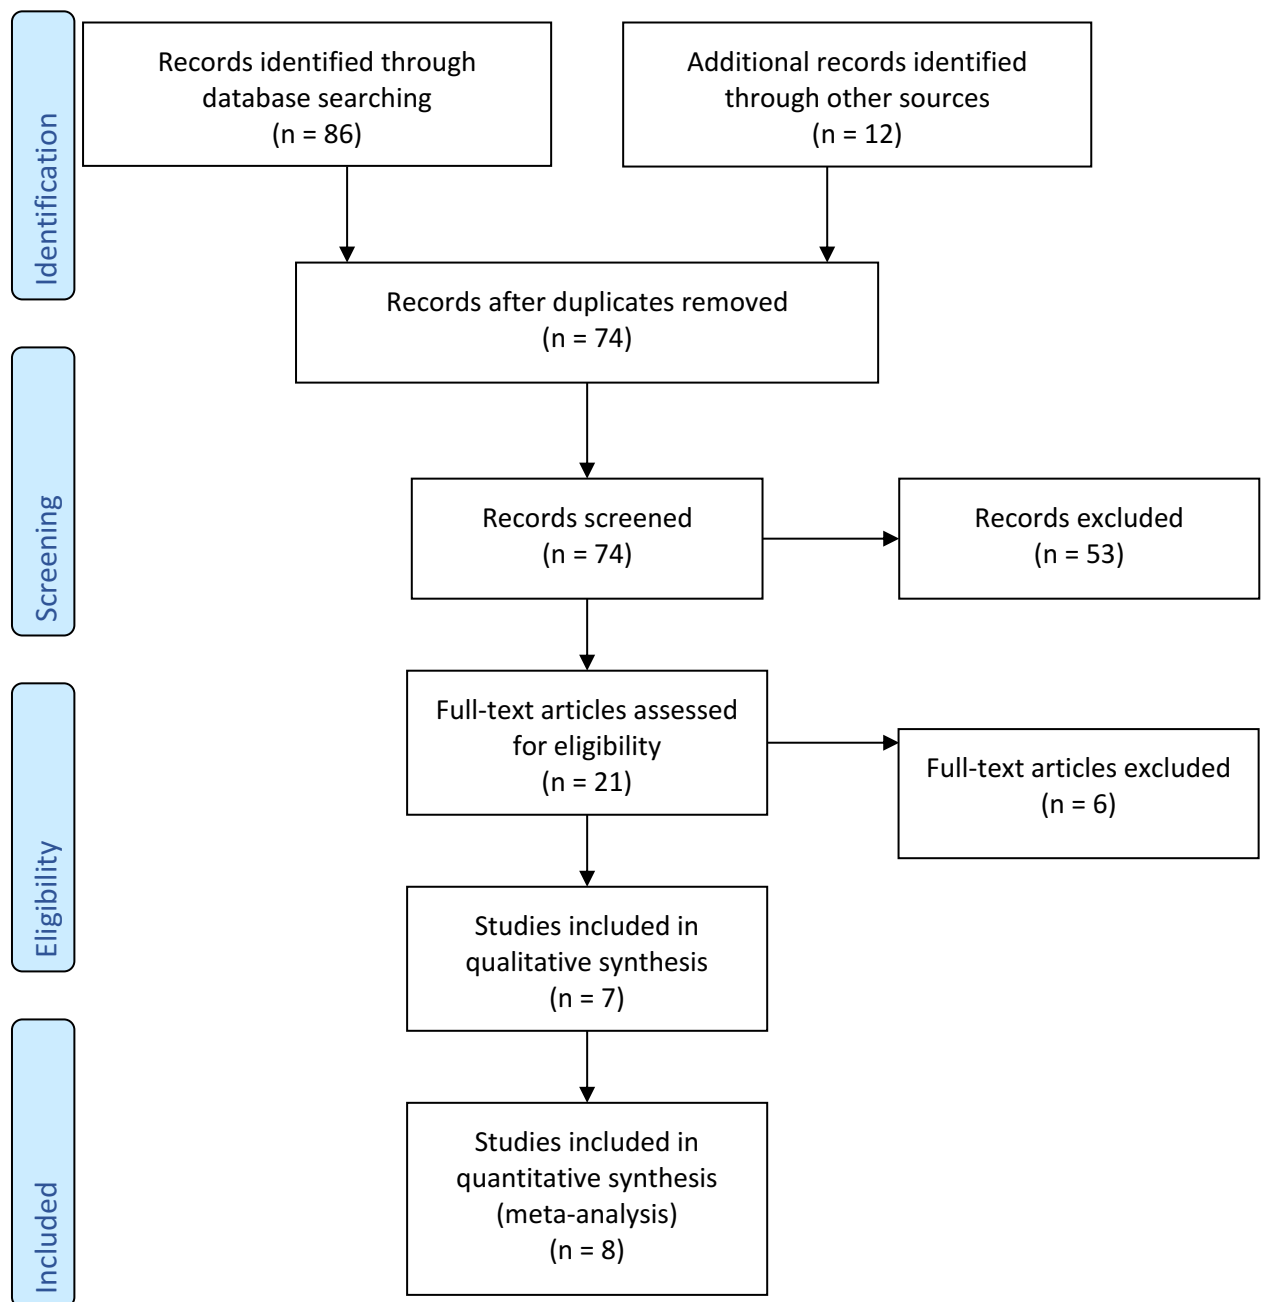 Identification
Records identified through
database searching
(n = 86)
Additional records identified
through other sources
(n = 12)
Records after duplicates removed
(n = 74)
Screening
Records screened
(n = 74)
Records excluded
(n = 53)
Eligibility
Full-text articles assessed
for eligibility
(n = 21)
Full-text articles excluded
(n = 6)
Studies included in
qualitative synthesis
(n = 7)
Included
Studies included in
quantitative synthesis
(meta-analysis)
(n = 8)